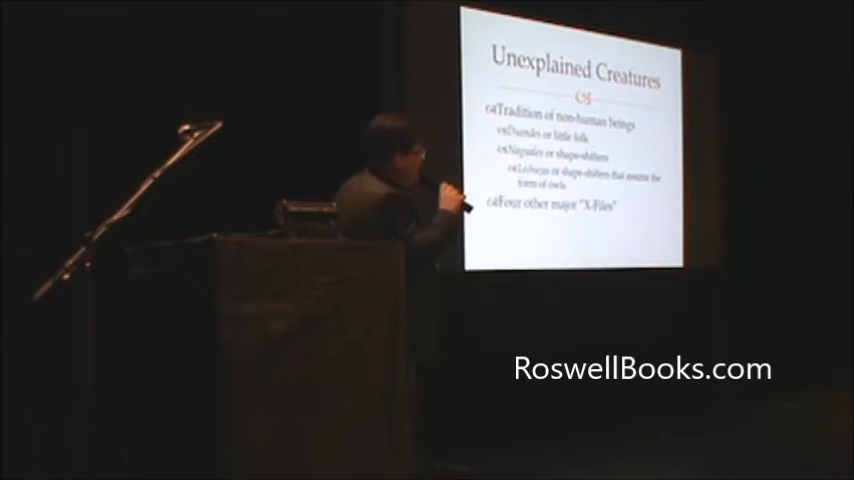 Unexplained Creatures
Tradition of non-human beings
Duendes or little folk
Naguales or shape-shifters
Lechuzas or shape-shifters that assume the
form of owls
Four other major "X-Files"
RoswellBooks.com